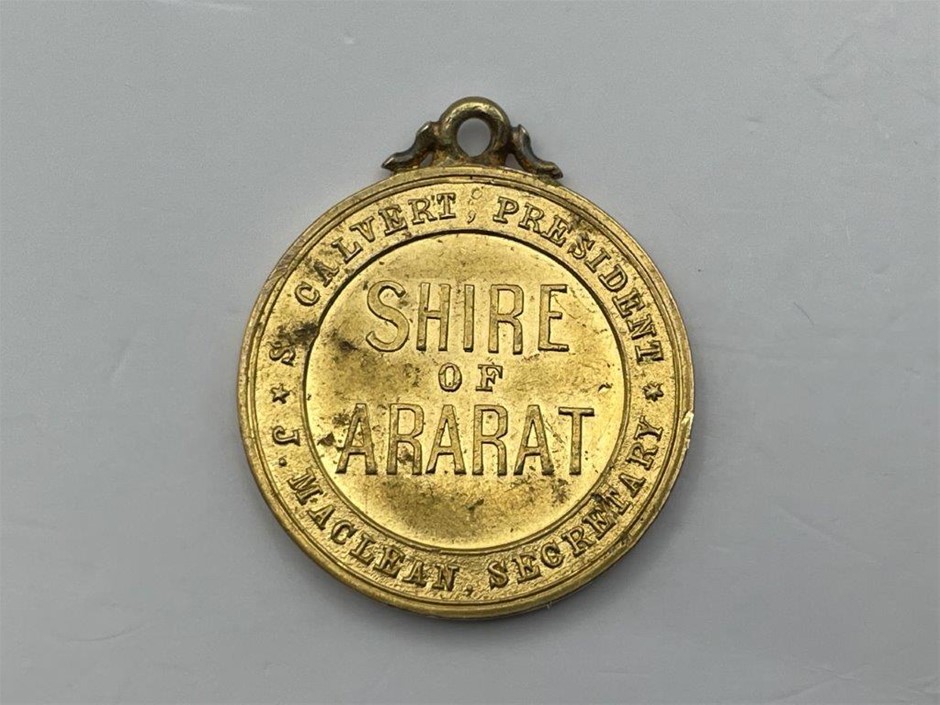 S CALVERT, PRESIDENT
SHIRE
OF
ARARAT
J. MACLEAN, SECRETARY